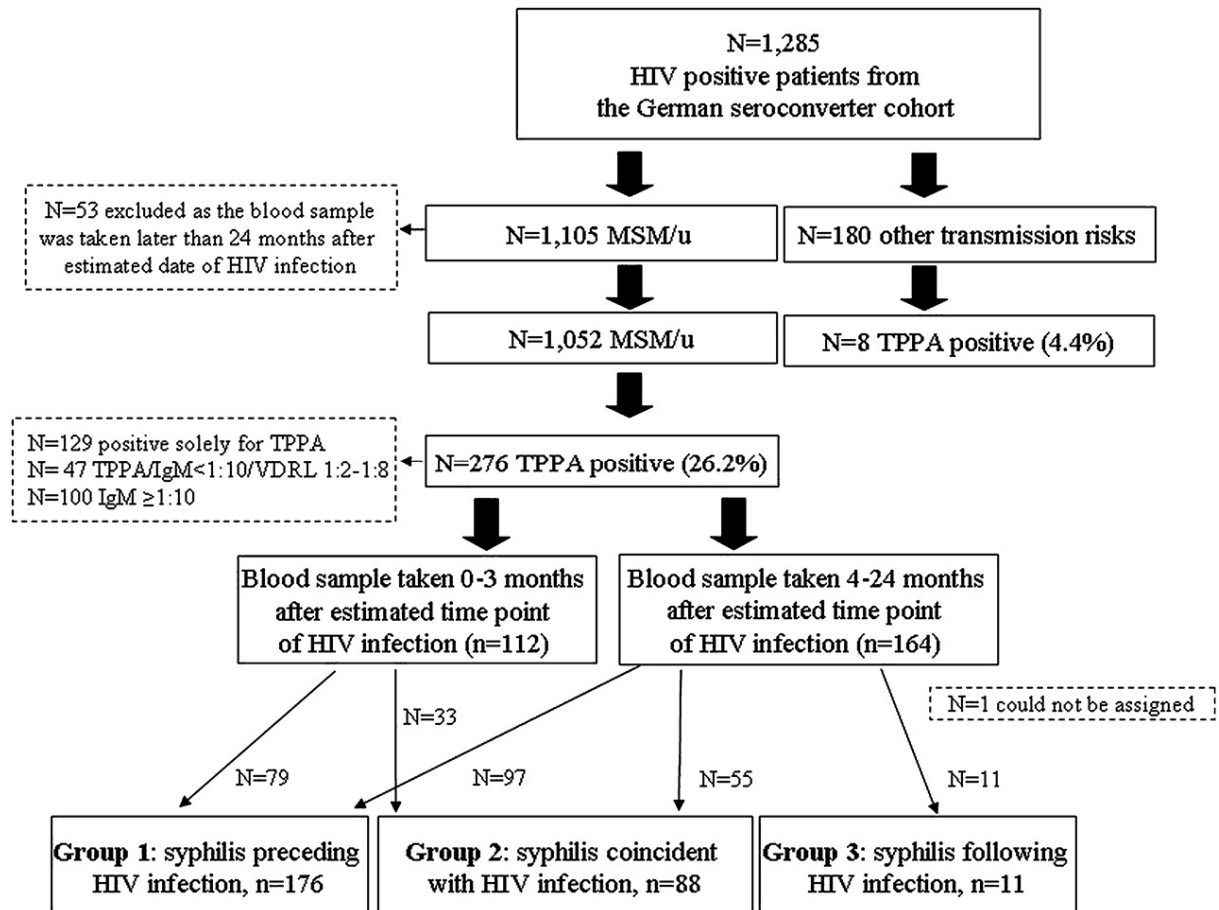 N=1,285
HIV positive patients from
the German seroconverter cohort
N=53 excluded as the blood sample
was taken later than 24 months after
estimated date of HIV infection
N=1,105 MSM/u
N=180 other transmission risks
N=1,052 MSM/u
N=8 TPPA positive (4.4%)
N=129 positive solely for TPPA
N= 47 TPPA/IgM<1:10/VDRL 1:2-1:8
N=100 IgM ≥1:10
N=276 TPPA positive (26.2%)
Blood sample taken 0-3 months
after estimated time point
of HIV infection (n=112)
Blood sample taken 4-24 months
after estimated time point
of HIV infection (n=164)
N=1 could not be assigned
N=33
N=79
N=97
N=55
N=11
Group 1: syphilis preceding
HIV infection, n=176
Group 2: syphilis coincident
with HIV infection, n=88
Group 3: syphilis following
HIV infection, n=11